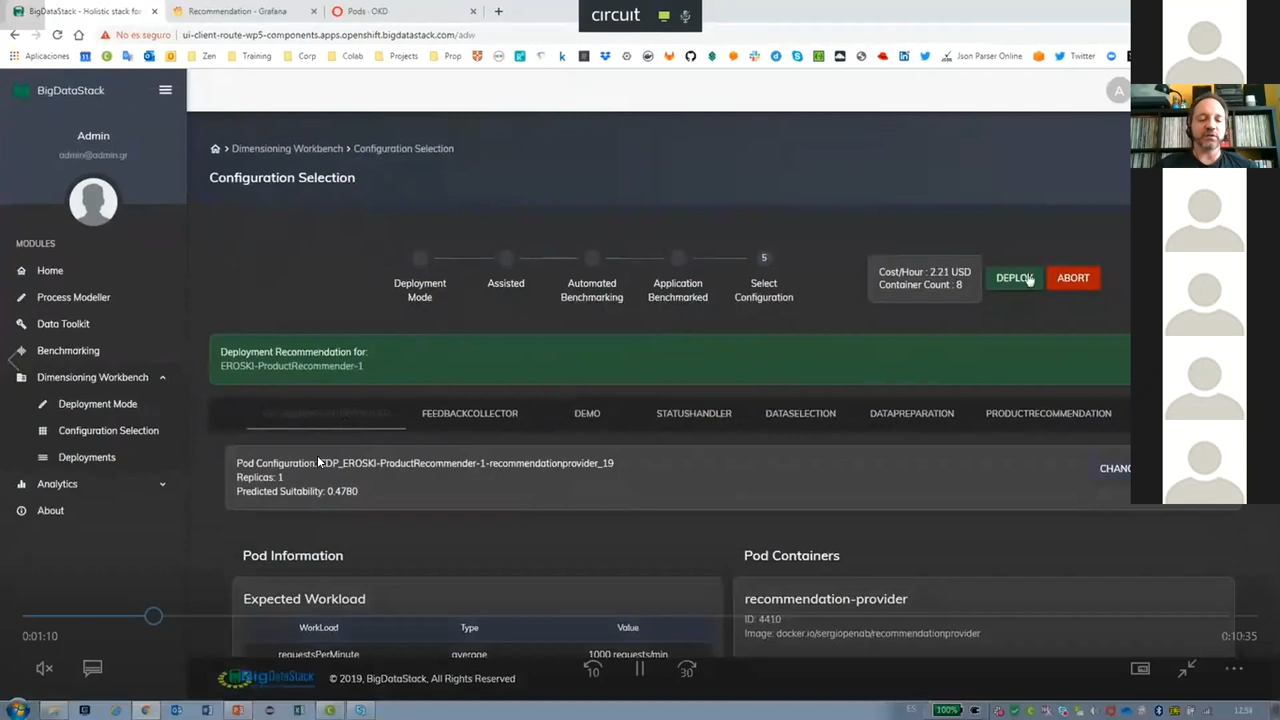 BigDataStack - Holistic stack for
Recommendation - Grafana
Pods · OKD
circuit
No es seguro
ui-client-route-wp5-components.apps.openshift.bigdatastack.com/adw
Aplicaciones
Zen
Training
Corp
Colab
Projects
Prop
Json Parser Online
Twitter
BigDataStack
A
Admin
admin@admin.gr
MODULES
Home
Process Modeller
Data Toolkit
Benchmarking
Dimensioning Workbench
Deployment Mode
Configuration Selection
Deployments
Analytics
About
Dimensioning Workbench > Configuration Selection
Configuration Selection
Deployment Mode
Assisted
Automated Benchmarking
Application Benchmarked
5
Select Configuration
Cost/Hour : 2.21 USD
Container Count : 8
DEPLOY
ABORT
Deployment Recommendation for:
EROSKI-ProductRecommender-1
FEEDBACKCOLLECTOR
DEMO
STATUSHANDLER
DATASELECTION
DATAPREPARATION
PRODUCTRECOMMENDATION
Pod Configuration: CDP_EROSKI-ProductRecommender-1-recommendationprovider_19
Replicas: 1
Predicted Suitability: 0.4780
CHANG
Pod Information
Pod Containers
Expected Workload
WorkLoad
Type
Value
requestsPerMinute
average
1000 requests/min
recommendation-provider
ID: 4410
Image: docker.io/sergiopenab/recommendationprovider
0:01:10
0:10:35
10
30
BigDataStack
© 2019, BigDataStack, All Rights Reserved
ES
100%
12:58